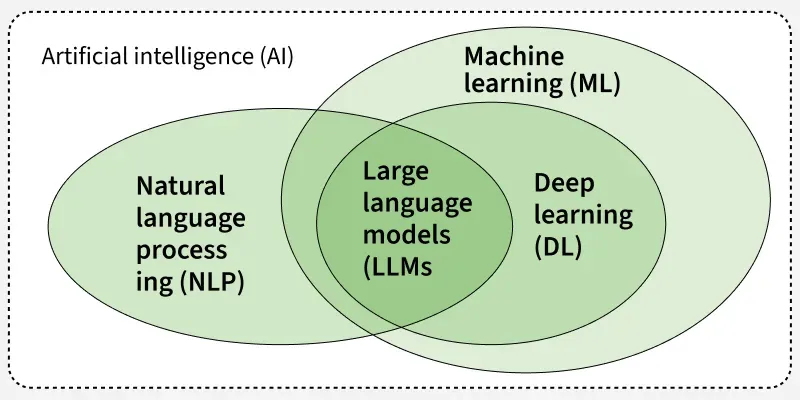 Artificial intelligence (AI)
Machine
learning (ML)
Natural
language
process
ing (NLP)
Large
language
models
(LLMs
Deep
learning
(DL)